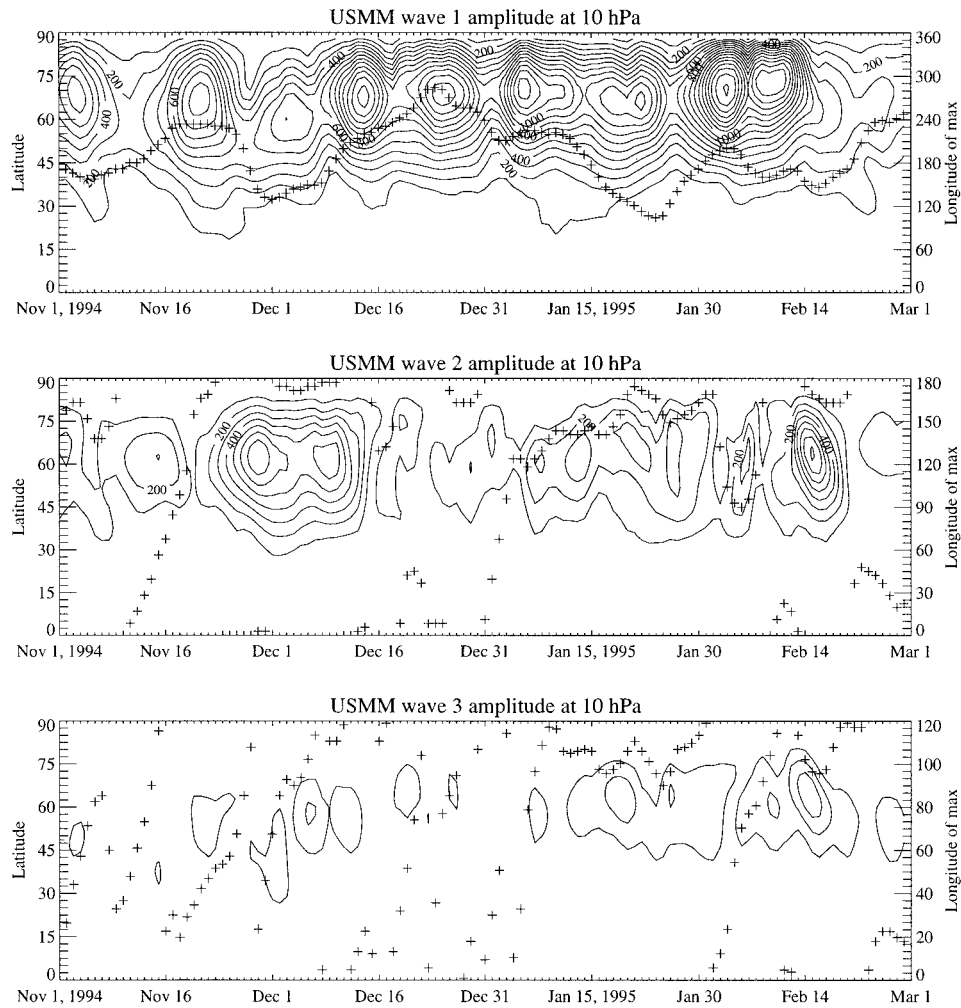 USMM wave 1 amplitude at 10 hPa
90 360
75 300
60 240
45 180
30 120
15 60
0 0
Latitude
Longitude of max
200 400 600 400 200 400 200
200 400 600 800 1000 400 200 800 1000
Nov 1, 1994 Nov 16 Dec 1 Dec 16 Dec 31 Jan 15, 1995 Jan 30 Feb 14 Mar 1
USMM wave 2 amplitude at 10 hPa
90 180
75 150
60 120
45 90
30 60
15 30
0 0
Latitude
Longitude of max
200 200 400 200 200 200 400
Nov 1, 1994 Nov 16 Dec 1 Dec 16 Dec 31 Jan 15, 1995 Jan 30 Feb 14 Mar 1
USMM wave 3 amplitude at 10 hPa
90 120
75 100
60 80
45 60
30 40
15 20
0 0
Latitude
Longitude of max
Nov 1, 1994 Nov 16 Dec 1 Dec 16 Dec 31 Jan 15, 1995 Jan 30 Feb 14 Mar 1